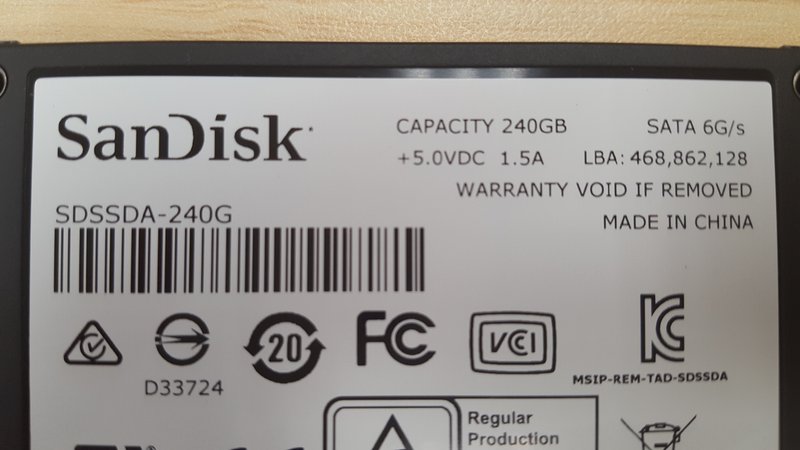 SanDisk
CAPACITY 240GB
SATA 6G/s
+5.0VDC 1.5A
LBA: 468,862,128
WARRANTY VOID IF REMOVED
MADE IN CHINA
SDSSDA-240G
20
FC
VCI
KC
D33724
MSIP-REM-TAD-SDSSDA
Regular
Production